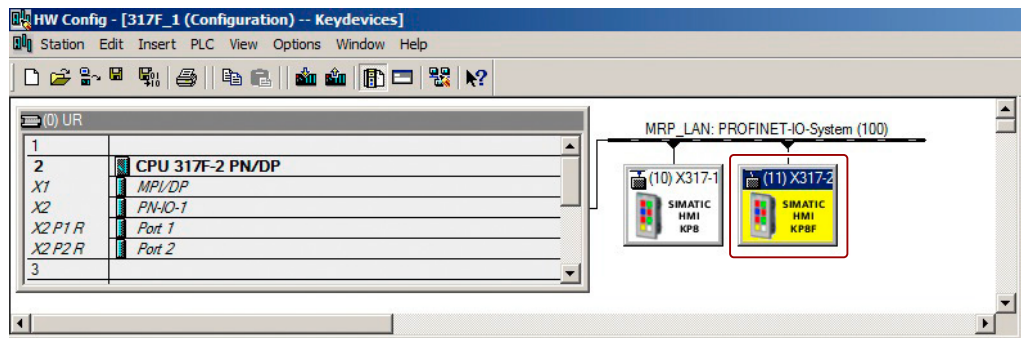 HW Config - [317F_1 (Configuration) -- Keydevices]
Station Edit Insert PLC View Options Window Help
(0) UR
1
2 CPU 317F-2 PN/DP
X1 MPI/DP
X2 PN-IO-1
X2 P1 R Port 1
X2 P2 R Port 2
3
MRP_LAN: PROFINET-IO-System (100)
(10) X317-1
SIMATIC
HMI
KP8
(11) X317-2
SIMATIC
HMI
KP8F